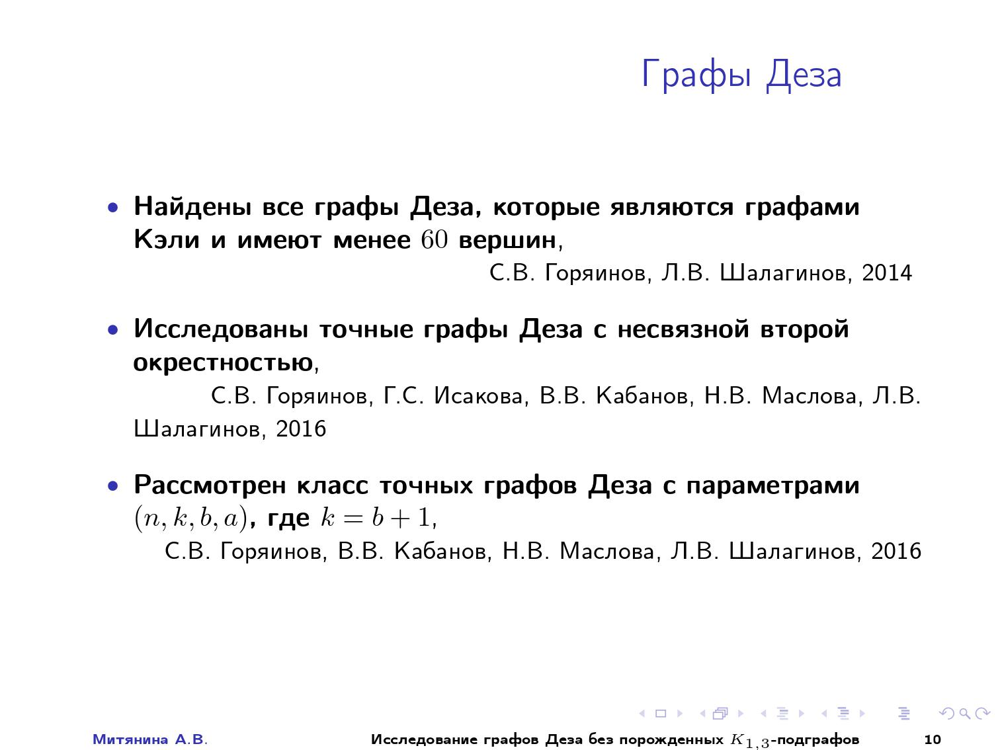 Графы Деза
• Найдены все графы Деза, которые являются графами
Кэли и имеют менее 60 вершин,
С.В. Горяинов, Л.В. Шалагинов, 2014
• Исследованы точные графы Деза с несвязной второй
окрестностью,
С.В. Горяинов, Г.С. Исакова, В.В. Кабанов, Н.В. Маслова, Л.В.
Шалагинов, 2016
• Рассмотрен класс точных графов Деза с параметрами
(n, k, b, a), где k = b + 1,
С.В. Горяинов, В.В. Кабанов, Н.В. Маслова, Л.В. Шалагинов, 2016
Митянина А.В. Исследование графов Деза без порожденных K1,3-подграфов 10